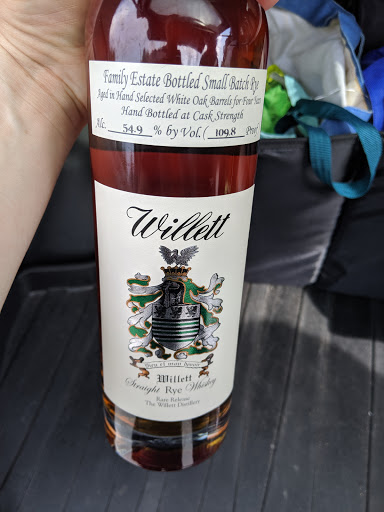 Family Estate Bottled Small Batch Rye
Aged in Hand Selected White Oak Barrels for Four Years
Hand Bottled at Cask Strength
Alc. 54.9 % by Vol. ( 109.8 Proof
Willett
Willett
Straight Rye Whiskey
Rare Release
The Willett Distillery